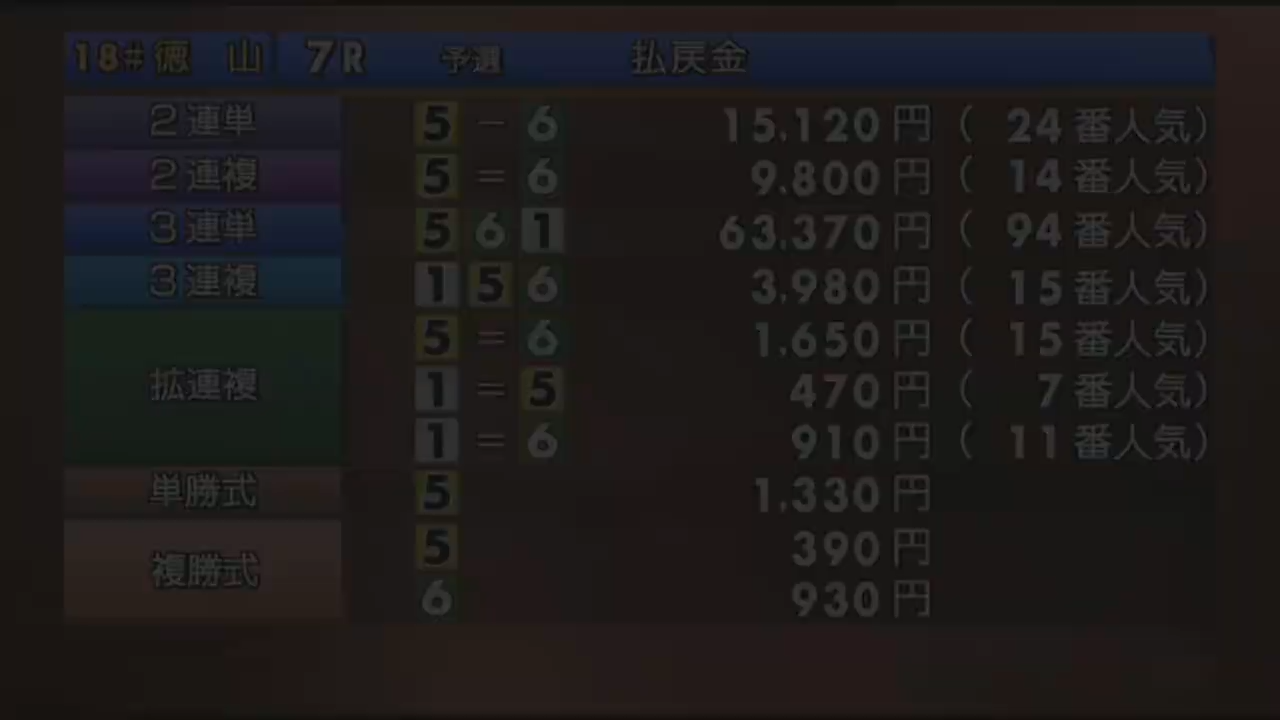 18# 徳 山 7R 予選 払戻金
2連単 5 - 6 15.120円 ( 24番人気)
2連複 5 = 6 9.800円 ( 14番人気)
3連単 5 6 1 63.370円 ( 94番人気)
3連複 1 5 6 3.980円 ( 15番人気)
拡連複 5 = 6 1.650円 ( 15番人気)
1 = 5 470円 ( 7番人気)
1 = 6 910円 ( 11番人気)
単勝式 5 1.330円
複勝式 5 390円
6 930円